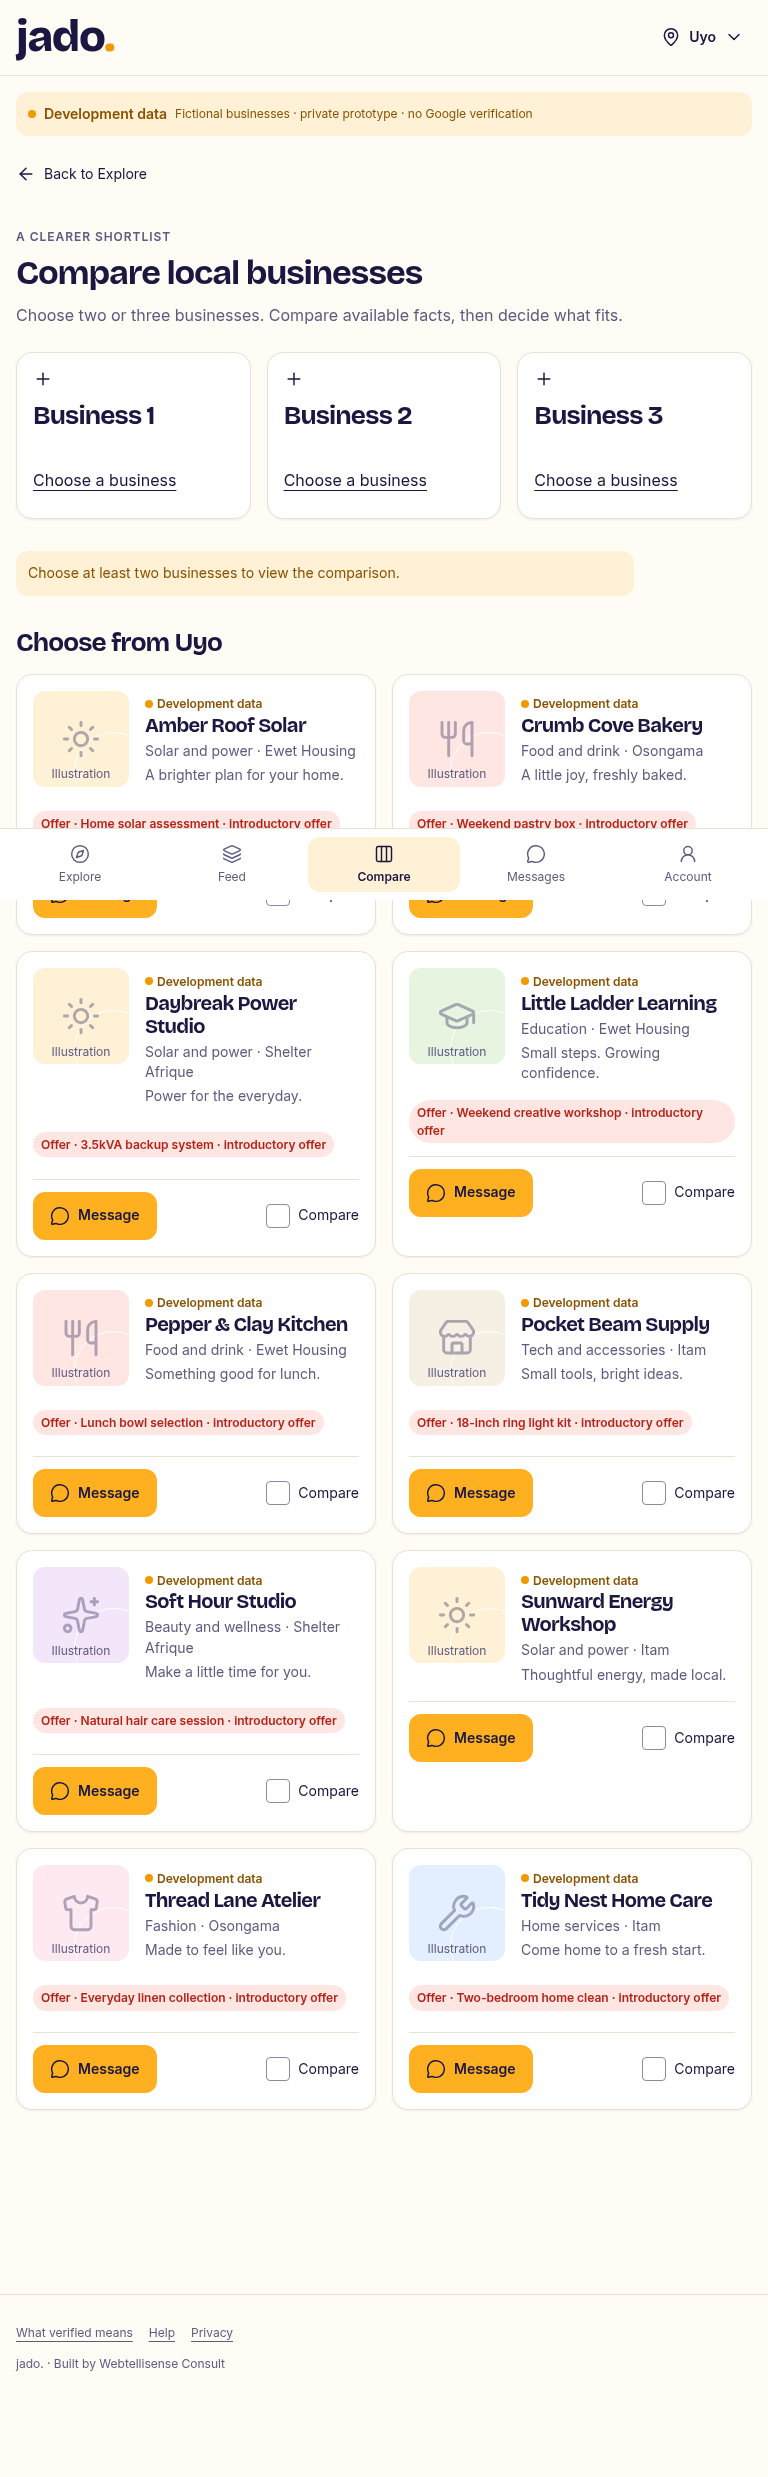 jado.
Uyo
Development data Fictional businesses · private prototype · no Google verification
Back to Explore
A CLEARER SHORTLIST
Compare local businesses
Choose two or three businesses. Compare available facts, then decide what fits.
Business 1
Choose a business
Business 2
Choose a business
Business 3
Choose a business
Choose at least two businesses to view the comparison.
Choose from Uyo
Illustration
Development data
Amber Roof Solar
Solar and power · Ewet Housing
A brighter plan for your home.
Offer · Home solar assessment · introductory offer
Illustration
Development data
Crumb Cove Bakery
Food and drink · Osongama
A little joy, freshly baked.
Offer · Weekend pastry box · introductory offer
Explore
Feed
Compare
Messages
Account
Illustration
Development data
Daybreak Power
Studio
Solar and power · Shelter
Afrique
Power for the everyday.
Offer · 3.5kVA backup system · introductory offer
Message
Compare
Illustration
Development data
Little Ladder Learning
Education · Ewet Housing
Small steps. Growing
confidence.
Offer · Weekend creative workshop · introductory
offer
Message
Compare
Illustration
Development data
Pepper & Clay Kitchen
Food and drink · Ewet Housing
Something good for lunch.
Offer · Lunch bowl selection · introductory offer
Message
Compare
Illustration
Development data
Pocket Beam Supply
Tech and accessories · Itam
Small tools, bright ideas.
Offer · 18-inch ring light kit · introductory offer
Message
Compare
Illustration
Development data
Soft Hour Studio
Beauty and wellness · Shelter
Afrique
Make a little time for you.
Offer · Natural hair care session · introductory offer
Message
Compare
Illustration
Development data
Sunward Energy
Workshop
Solar and power · Itam
Thoughtful energy, made local.
Message
Compare
Illustration
Development data
Thread Lane Atelier
Fashion · Osongama
Made to feel like you.
Offer · Everyday linen collection · introductory offer
Message
Compare
Illustration
Development data
Tidy Nest Home Care
Home services · Itam
Come home to a fresh start.
Offer · Two-bedroom home clean · introductory offer
Message
Compare
What verified means Help Privacy
jado. · Built by Webtellisense Consult